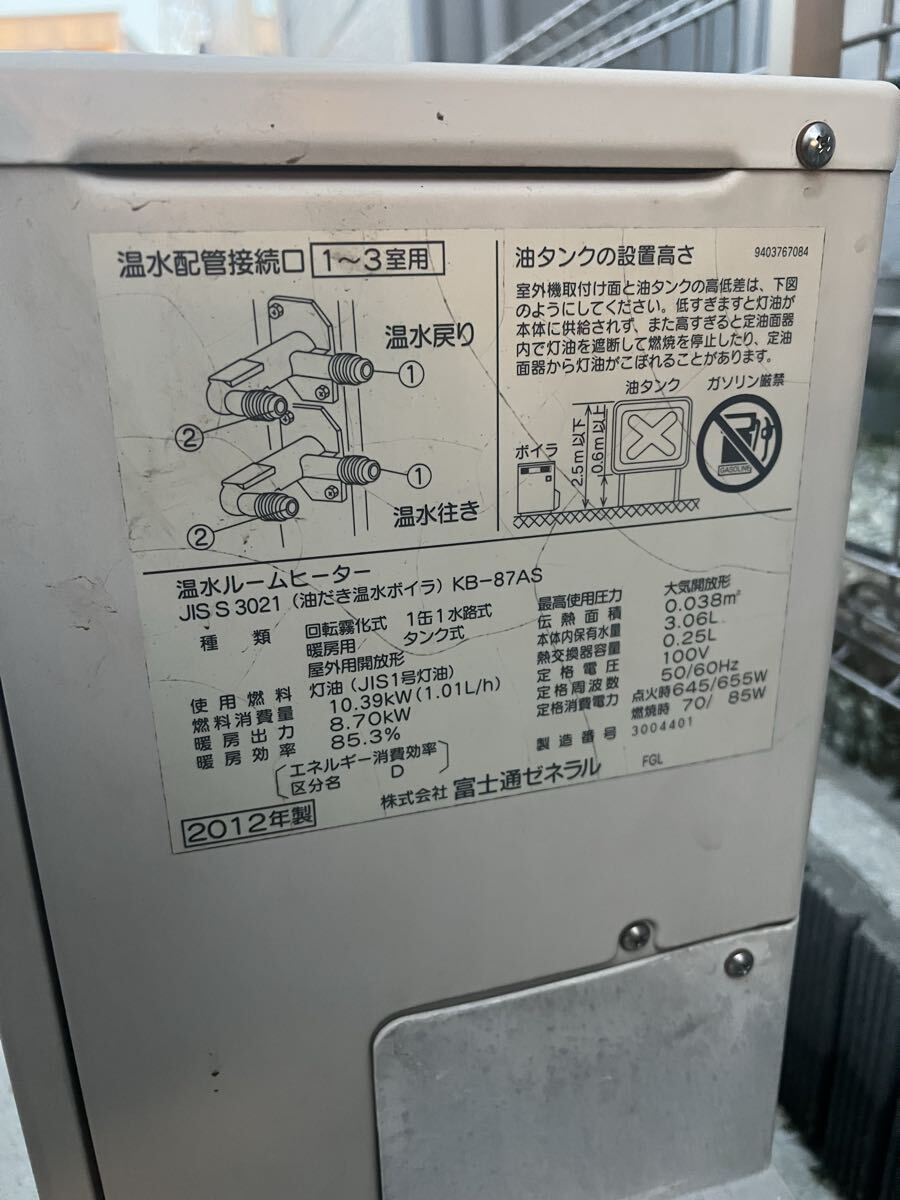 温水配管接続口 1~3室用
温水戻り
①
②
①
温水往き
②
油タンクの設置高さ
9403767084
室外機取付け面と油タンクの高低差は、下図
のようにしてください。低すぎますと灯油が
本体に供給されず、また高すぎると定油面器
内で灯油を遮断して燃焼を停止したり、定油
面器から灯油がこぼれることがあります。
油タンク
ガソリン厳禁
ボイラ
2.5m以下
0.6m以上
GASOLINE
温水ルームヒーター
JIS S 3021（油だき温水ボイラ）KB-87AS
種類 回転霧化式 1缶1水路式
暖房用 タンク式
屋外用開放形
使用燃料 灯油（JIS1号灯油）
燃料消費量 10.39kW（1.01L/h）
暖房出力 8.70kW
暖房効率 85.3%
エネルギー消費効率
区分名 D
最高使用圧力 大気開放形
伝熱面積 0.038㎡
本体内保有水量 3.06L
熱交換器容量 0.25L
定格電圧 100V
定格周波数 50/60Hz
定格消費電力 点火時645/655W
燃焼時 70/ 85W
製造番号 3004401
2012年製
株式会社 富士通ゼネラル
FGL